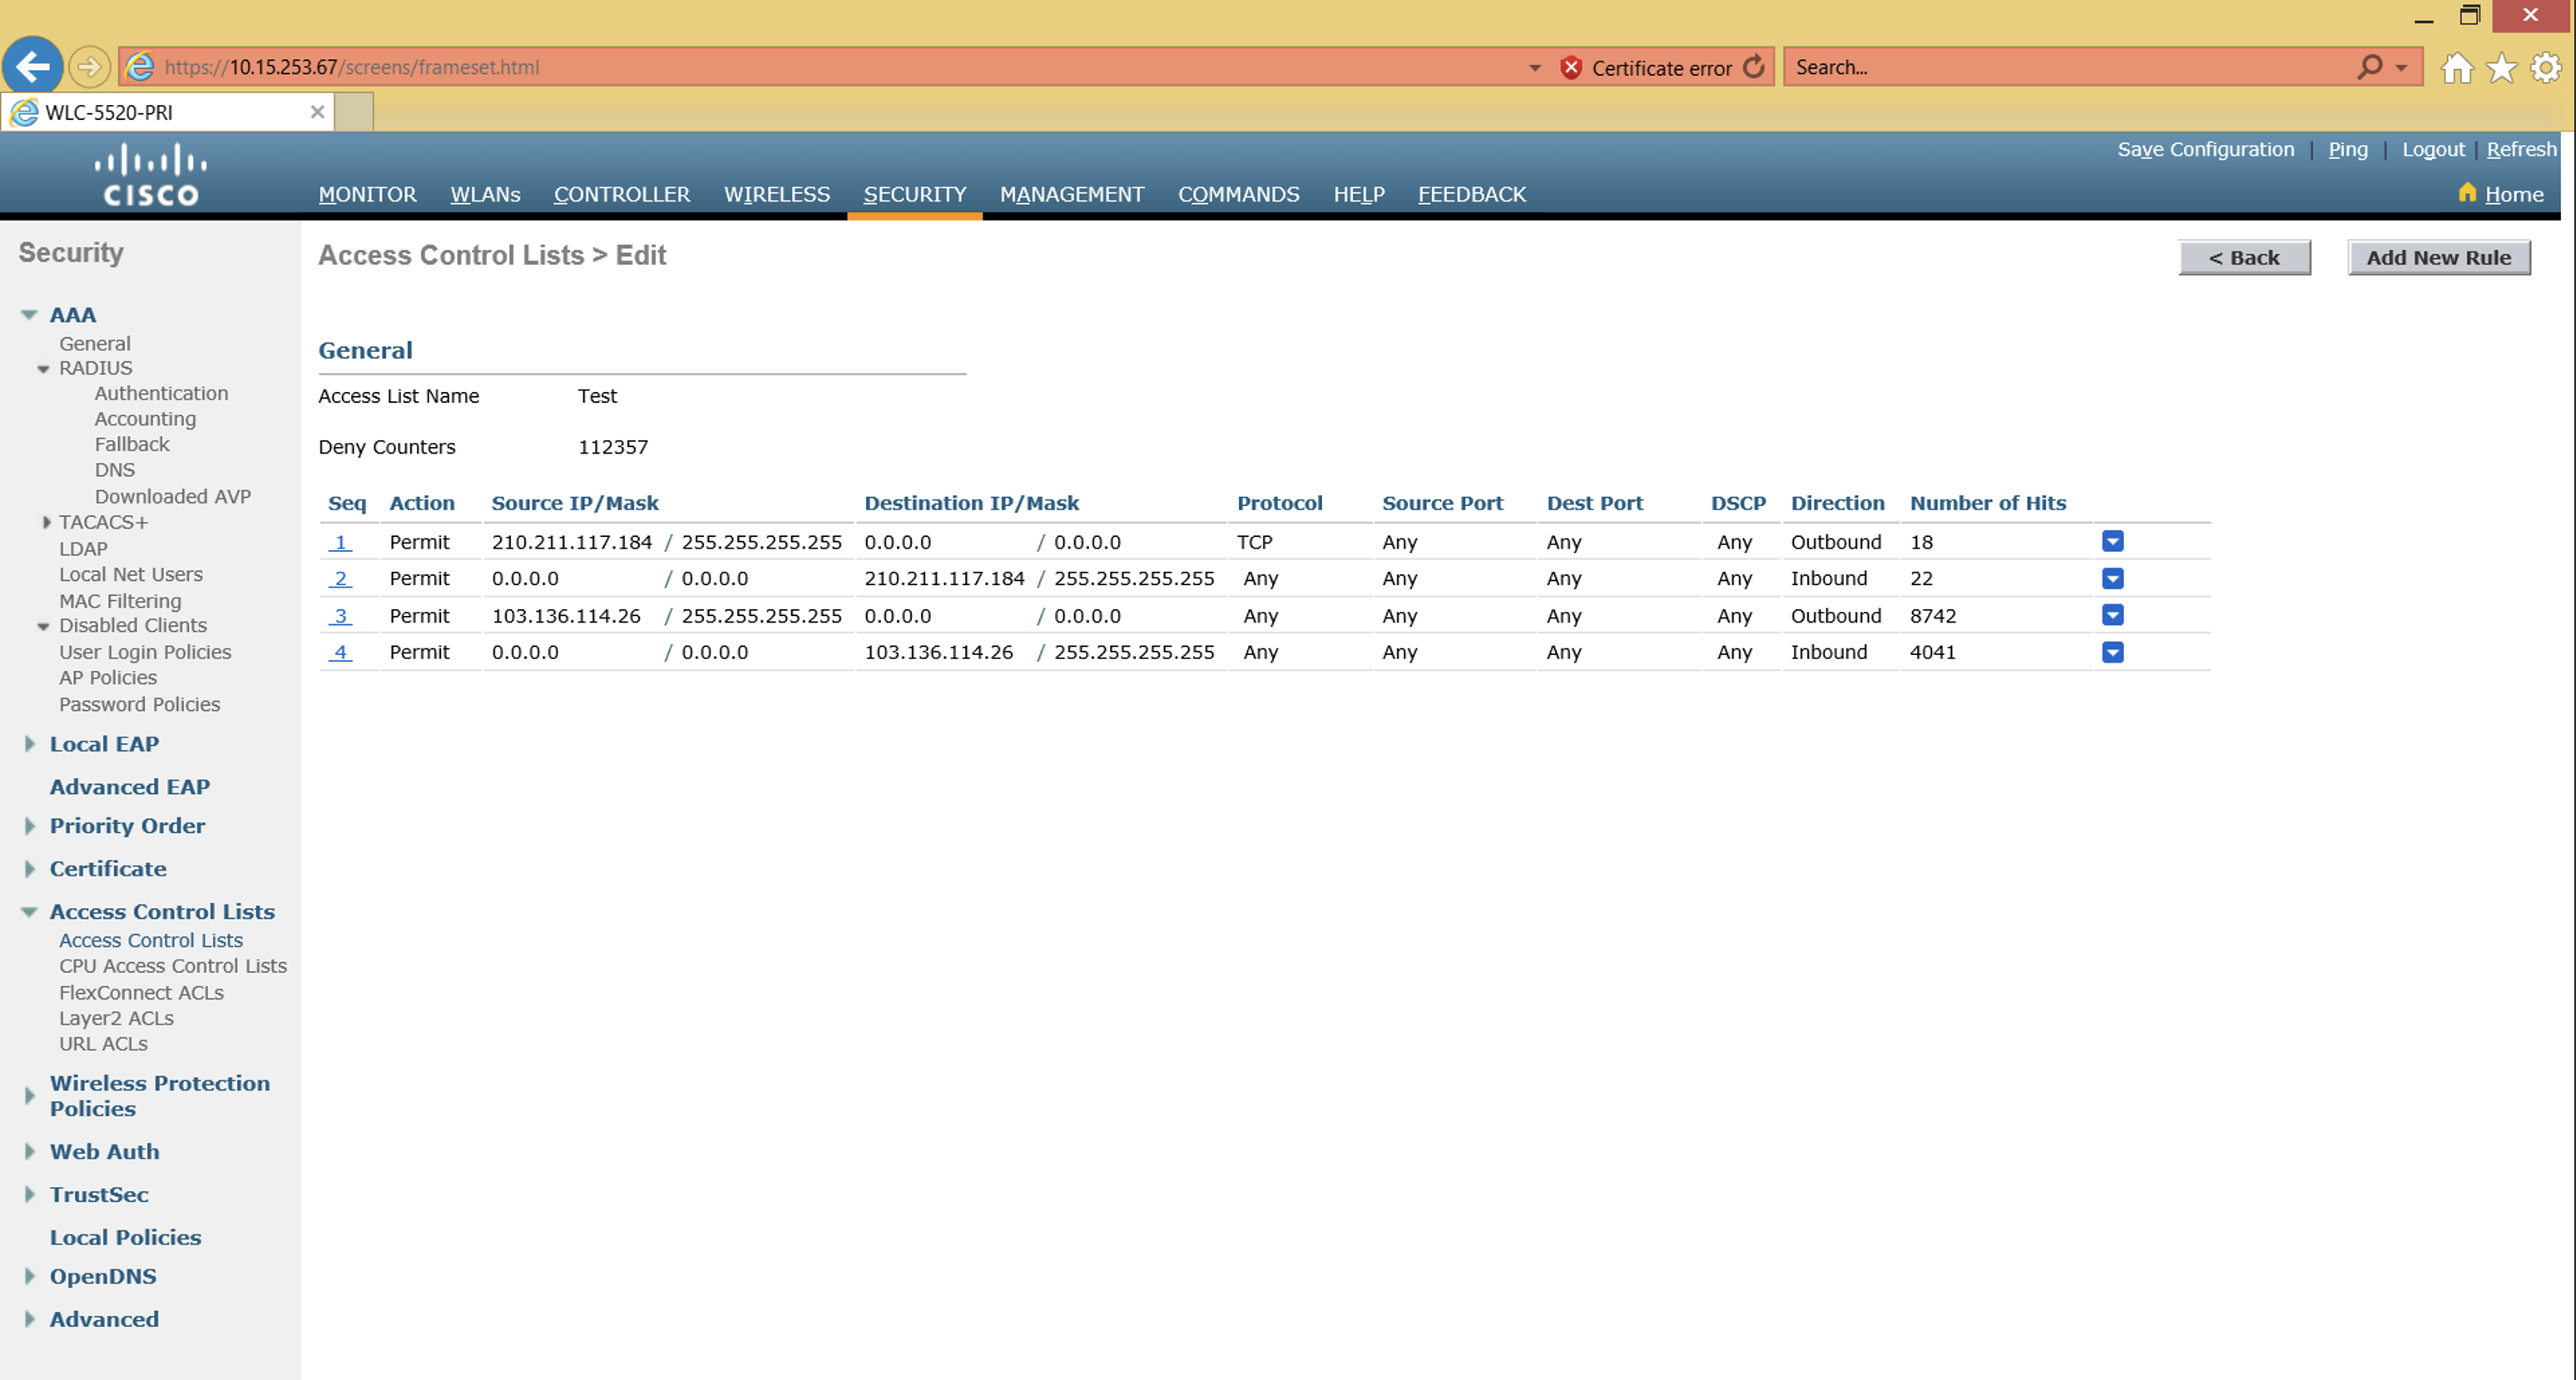 https://10.15.253.67/screens/frameset.html
Certificate error
Search...
WLC-5520-PRI
Save Configuration | Ping | Logout | Refresh
CISCO
MONITOR WLANs CONTROLLER WIRELESS SECURITY MANAGEMENT COMMANDS HELP FEEDBACK
Home
Security
AAA
General
RADIUS
Authentication
Accounting
Fallback
DNS
Downloaded AVP
TACACS+
LDAP
Local Net Users
MAC Filtering
Disabled Clients
User Login Policies
AP Policies
Password Policies
Local EAP
Advanced EAP
Priority Order
Certificate
Access Control Lists
Access Control Lists
CPU Access Control Lists
FlexConnect ACLs
Layer2 ACLs
URL ACLs
Wireless Protection
Policies
Web Auth
TrustSec
Local Policies
OpenDNS
Advanced
Access Control Lists > Edit
< Back
Add New Rule
General
Access List Name Test
Deny Counters 112357
Seq Action Source IP/Mask Destination IP/Mask Protocol Source Port Dest Port DSCP Direction Number of Hits
1 Permit 210.211.117.184 / 255.255.255.255 0.0.0.0 / 0.0.0.0 TCP Any Any Any Outbound 18
2 Permit 0.0.0.0 / 0.0.0.0 210.211.117.184 / 255.255.255.255 Any Any Any Any Inbound 22
3 Permit 103.136.114.26 / 255.255.255.255 0.0.0.0 / 0.0.0.0 Any Any Any Any Outbound 8742
4 Permit 0.0.0.0 / 0.0.0.0 103.136.114.26 / 255.255.255.255 Any Any Any Any Inbound 4041